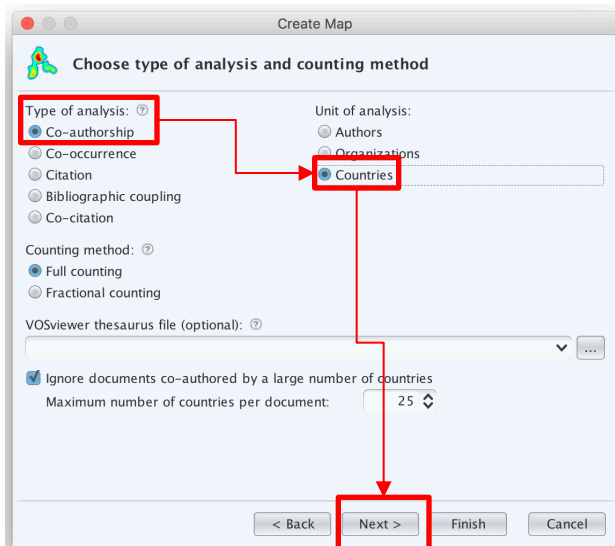 Create Map
Choose type of analysis and counting method
Type of analysis: ?
Unit of analysis:
Co-authorship
Authors
Co-occurrence
Organizations
Citation
Countries
Bibliographic coupling
Co-citation
Counting method: ?
Full counting
Fractional counting
VOSviewer thesaurus file (optional): ?
...
Ignore documents co-authored by a large number of countries
Maximum number of countries per document: 25
< Back Next > Finish Cancel